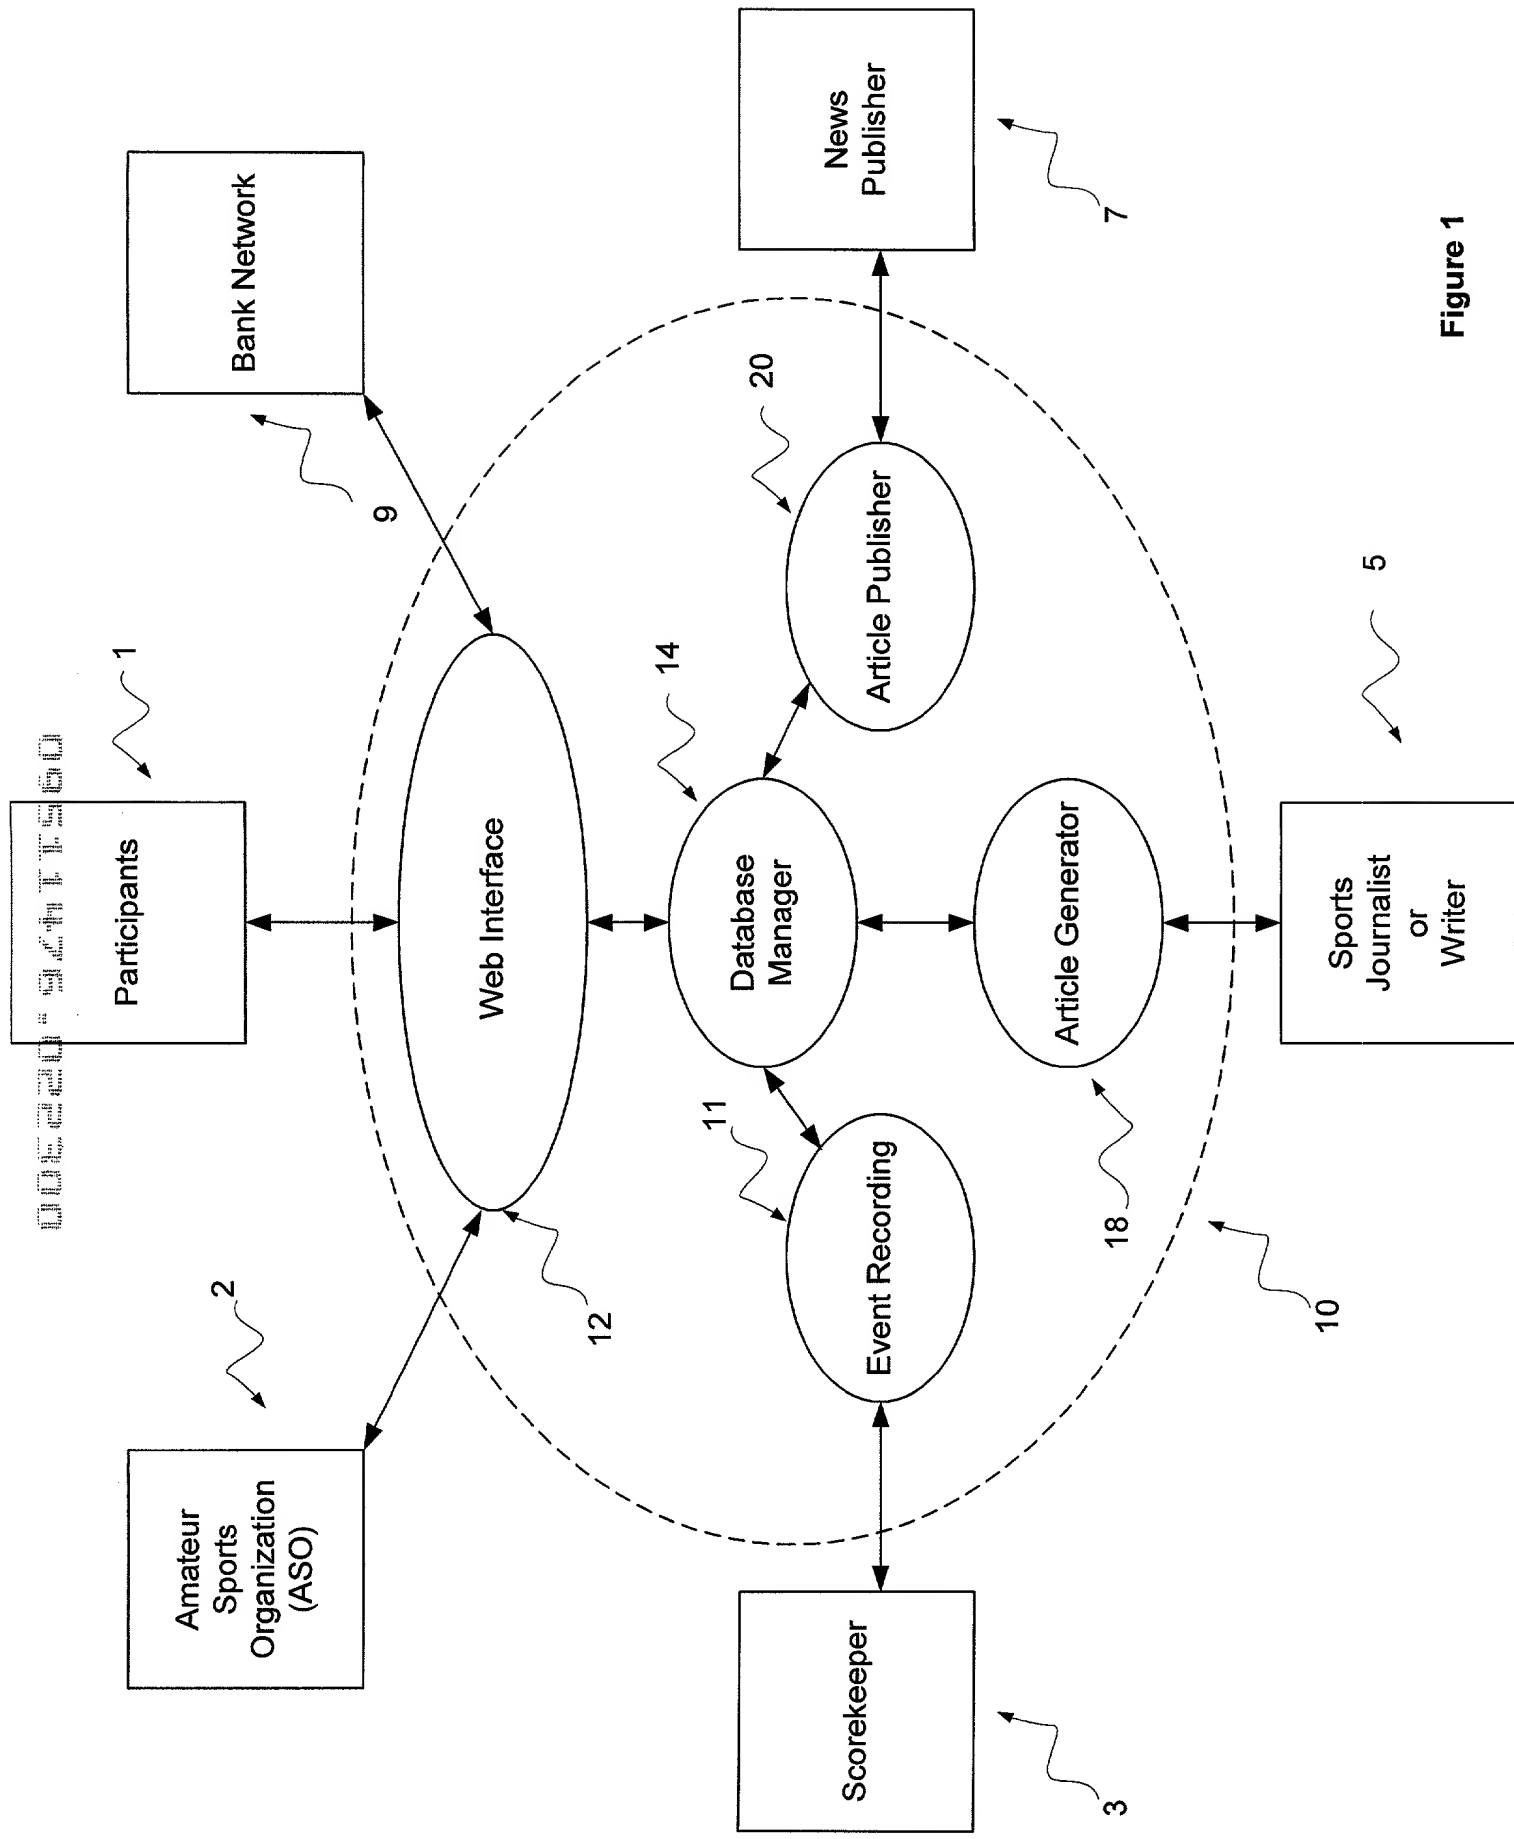 09511476.022300
Participants
1
Amateur
Sports
Organization
(ASO)
2
Bank Network
9
Web Interface
12
Database
Manager
14
Scorekeeper
3
Event Recording
11
Article Publisher
20
News
Publisher
7
Article Generator
18
10
Sports
Journalist
or
Writer
5
Figure 1